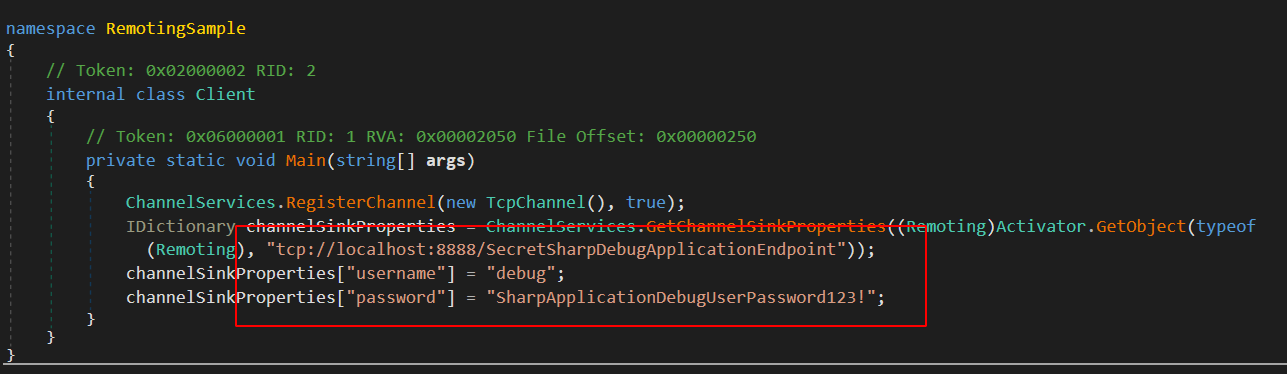 namespace RemotingSample
{
// Token: 0x02000002 RID: 2
internal class Client
{
// Token: 0x06000001 RID: 1 RVA: 0x00002050 File Offset: 0x00000250
private static void Main(string[] args)
{
ChannelServices.RegisterChannel(new TcpChannel(), true);
IDictionary channelSinkProperties = ChannelServices.GetChannelSinkProperties((Remoting)Activator.GetObject(typeof
(Remoting), "tcp://localhost:8888/SecretSharpDebugApplicationEndpoint"));
channelSinkProperties["username"] = "debug";
channelSinkProperties["password"] = "SharpApplicationDebugUserPassword123!";
}
}
}